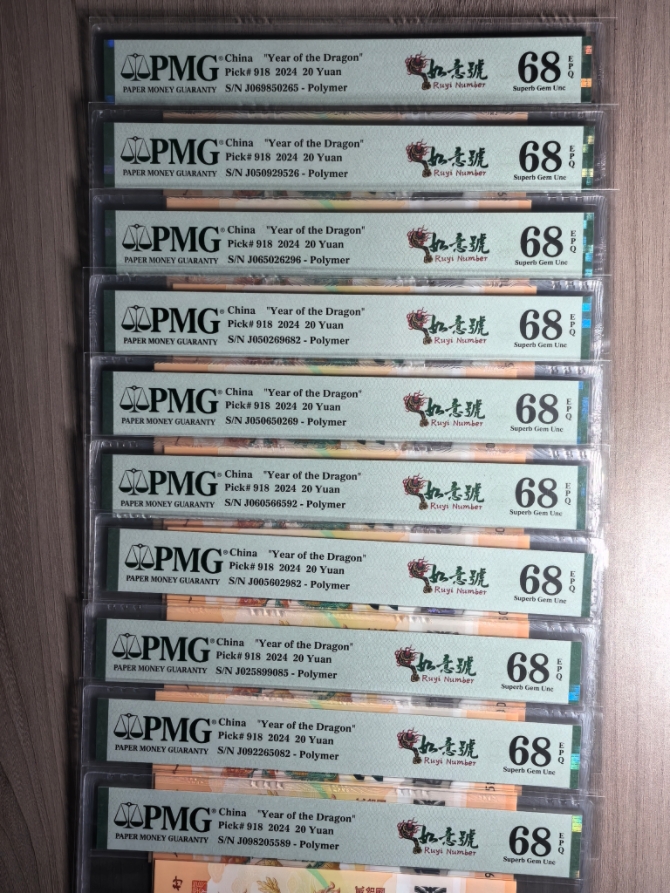 PMG® China "Year of the Dragon"
Pick# 918 2024 20 Yuan
PAPER MONEY GUARANTY S/N J069850265 - Polymer
如意號
Ruyi Number
68 EPQ
Superb Gem Unc
PMG® China "Year of the Dragon"
Pick# 918 2024 20 Yuan
PAPER MONEY GUARANTY S/N J050929526 - Polymer
如意號
Ruyi Number
68 EPQ
Superb Gem Unc
PMG® China "Year of the Dragon"
Pick# 918 2024 20 Yuan
PAPER MONEY GUARANTY S/N J065026296 - Polymer
如意號
Ruyi Number
68 EPQ
Superb Gem Unc
PMG® China "Year of the Dragon"
Pick# 918 2024 20 Yuan
PAPER MONEY GUARANTY S/N J050269682 - Polymer
如意號
Ruyi Number
68 EPQ
Superb Gem Unc
PMG® China "Year of the Dragon"
Pick# 918 2024 20 Yuan
PAPER MONEY GUARANTY S/N J050650269 - Polymer
如意號
Ruyi Number
68 EPQ
Superb Gem Unc
PMG® China "Year of the Dragon"
Pick# 918 2024 20 Yuan
PAPER MONEY GUARANTY S/N J060566592 - Polymer
如意號
Ruyi Number
68 EPQ
Superb Gem Unc
PMG® China "Year of the Dragon"
Pick# 918 2024 20 Yuan
PAPER MONEY GUARANTY S/N J005602982 - Polymer
如意號
Ruyi Number
68 EPQ
Superb Gem Unc
PMG® China "Year of the Dragon"
Pick# 918 2024 20 Yuan
PAPER MONEY GUARANTY S/N J025899085 - Polymer
如意號
Ruyi Number
68 EPQ
Superb Gem Unc
PMG® China "Year of the Dragon"
Pick# 918 2024 20 Yuan
PAPER MONEY GUARANTY S/N J092265082 - Polymer
如意號
Ruyi Number
68 EPQ
Superb Gem Unc
PMG® China "Year of the Dragon"
Pick# 918 2024 20 Yuan
PAPER MONEY GUARANTY S/N J098205589 - Polymer
如意號
Ruyi Number
68 EPQ
Superb Gem Unc